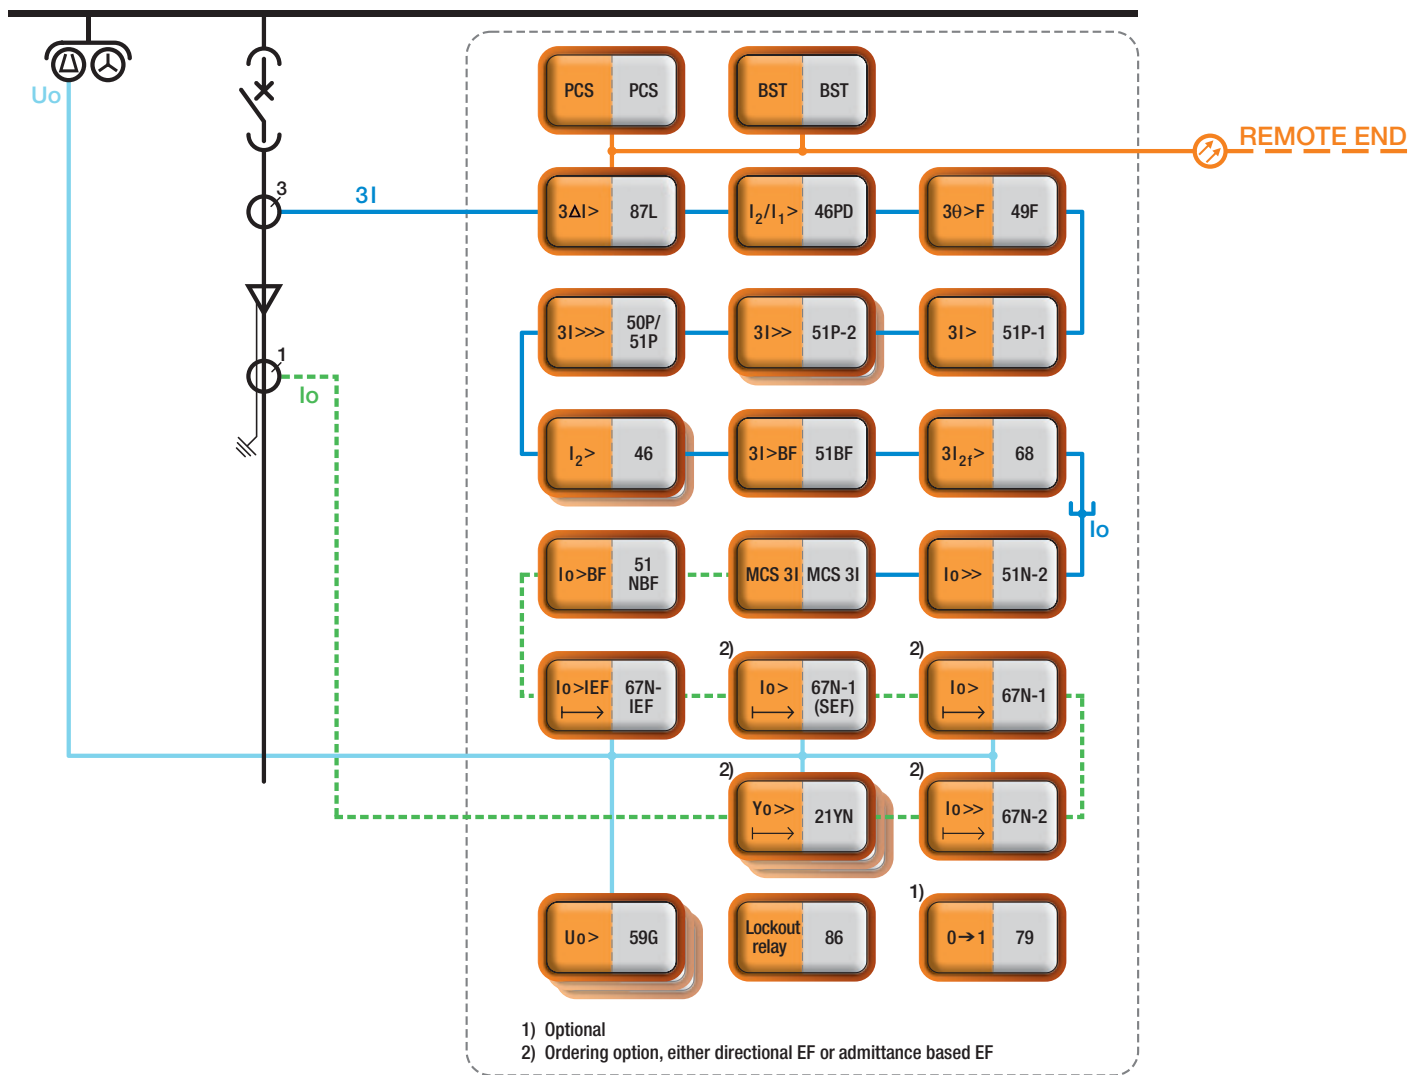 PCS PCS
BST BST
Uo
REMOTE END
3
3I
3ΔI> 87L
I2/I1> 46PD
3θ>F 49F
3I>>> 50P/
51P
3I>> 51P-2
3I> 51P-1
1
Io
I2> 46
3I>BF 51BF
3I2f> 68
Io
Io>BF 51
NBF
MCS 3I MCS 3I
Io>> 51N-2
Io>IEF 67N-
IEF
2)
Io> 67N-1
(SEF)
2)
Io> 67N-1
2)
Yo>> 21YN
2)
Io>> 67N-2
Uo> 59G
Lockout
relay 86
1)
0→1 79
1) Optional
2) Ordering option, either directional EF or admittance based EF